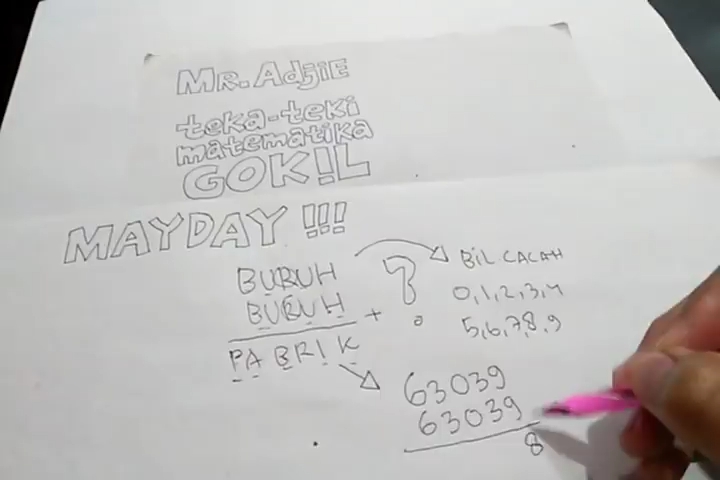 MR. AdjiE
teka-teki
matematika
GOK!L
MAYDAY !!!
BURUH
BURUH +
PABRIK
?
BIL CACAH
0,1,2,3,4
5,6,7,8,9
63039
63039
8